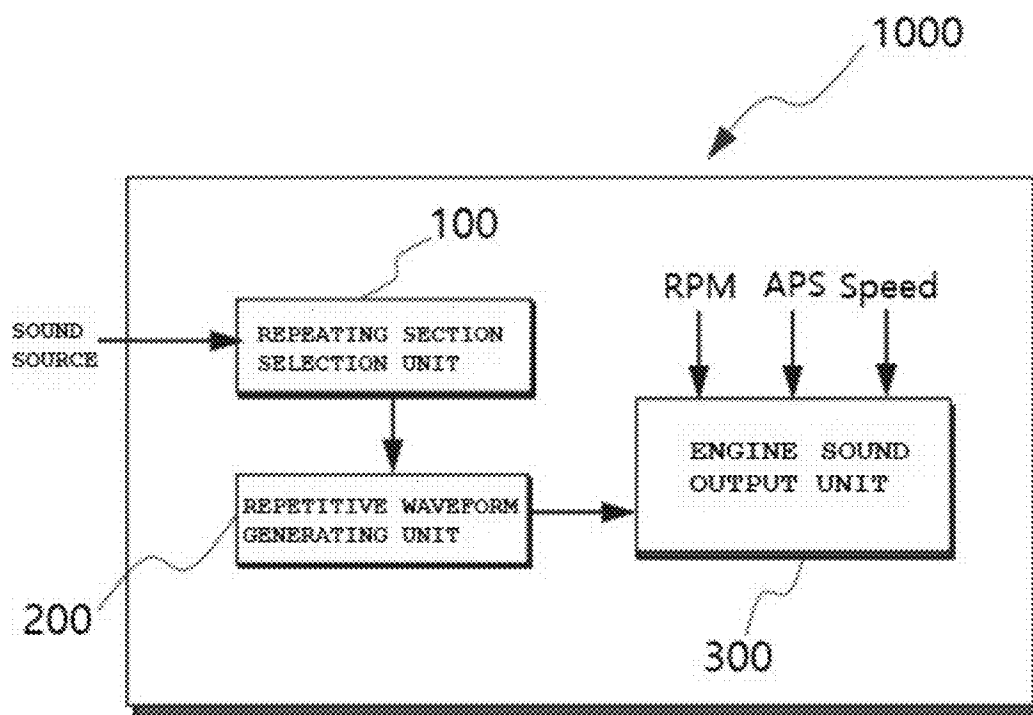 1000
100
RPM APS Speed
SOUND
SOURCE
REPEATING SECTION
SELECTION UNIT
ENGINE SOUND
OUTPUT UNIT
REPETITIVE WAVEFORM
GENERATING UNIT
200
300